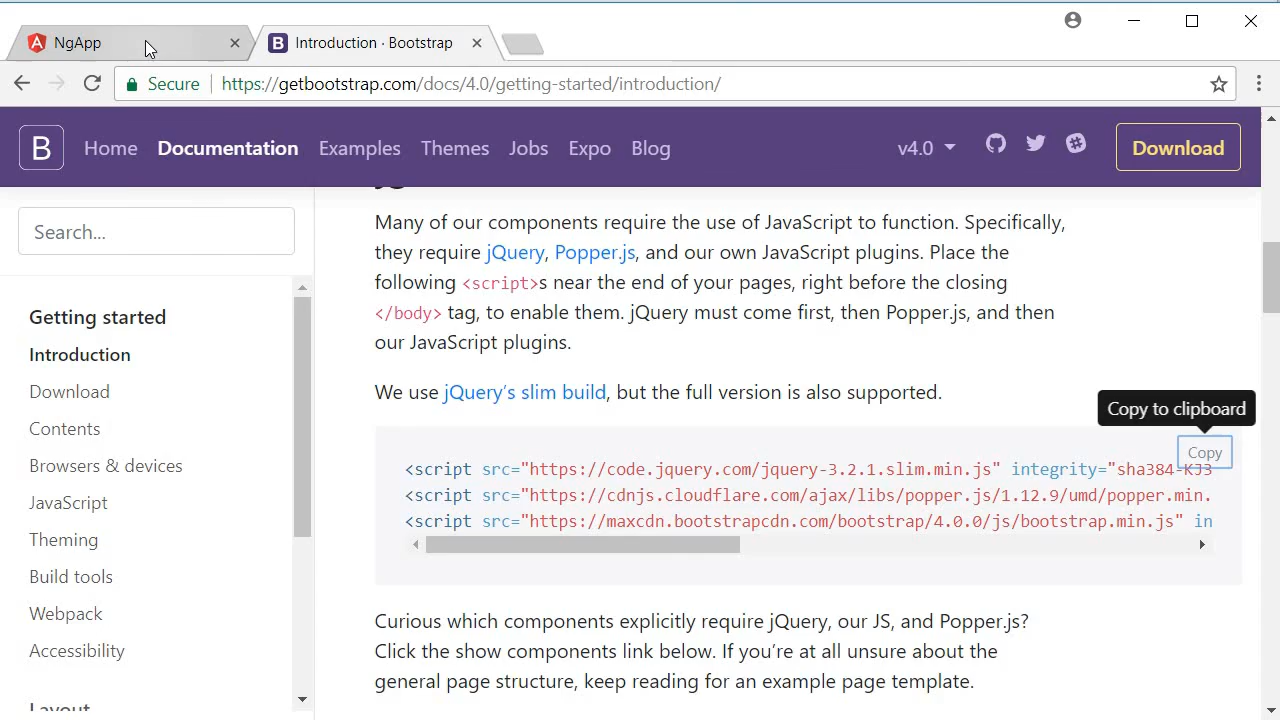 NgApp
Introduction · Bootstrap
Secure
https://getbootstrap.com/docs/4.0/getting-started/introduction/
B Home Documentation Examples Themes Jobs Expo Blog v4.0 Download
Search...
Getting started
Introduction
Download
Contents
Browsers & devices
JavaScript
Theming
Build tools
Webpack
Accessibility
Many of our components require the use of JavaScript to function. Specifically,
they require jQuery, Popper.js, and our own JavaScript plugins. Place the
following <script>s near the end of your pages, right before the closing
</body> tag, to enable them. jQuery must come first, then Popper.js, and then
our JavaScript plugins.
We use jQuery’s slim build, but the full version is also supported.
Copy to clipboard
Copy
<script src="https://code.jquery.com/jquery-3.2.1.slim.min.js" integrity="sha384-KJ3
<script src="https://cdnjs.cloudflare.com/ajax/libs/popper.js/1.12.9/umd/popper.min.
<script src="https://maxcdn.bootstrapcdn.com/bootstrap/4.0.0/js/bootstrap.min.js" in
Curious which components explicitly require jQuery, our JS, and Popper.js?
Click the show components link below. If you’re at all unsure about the
general page structure, keep reading for an example page template.